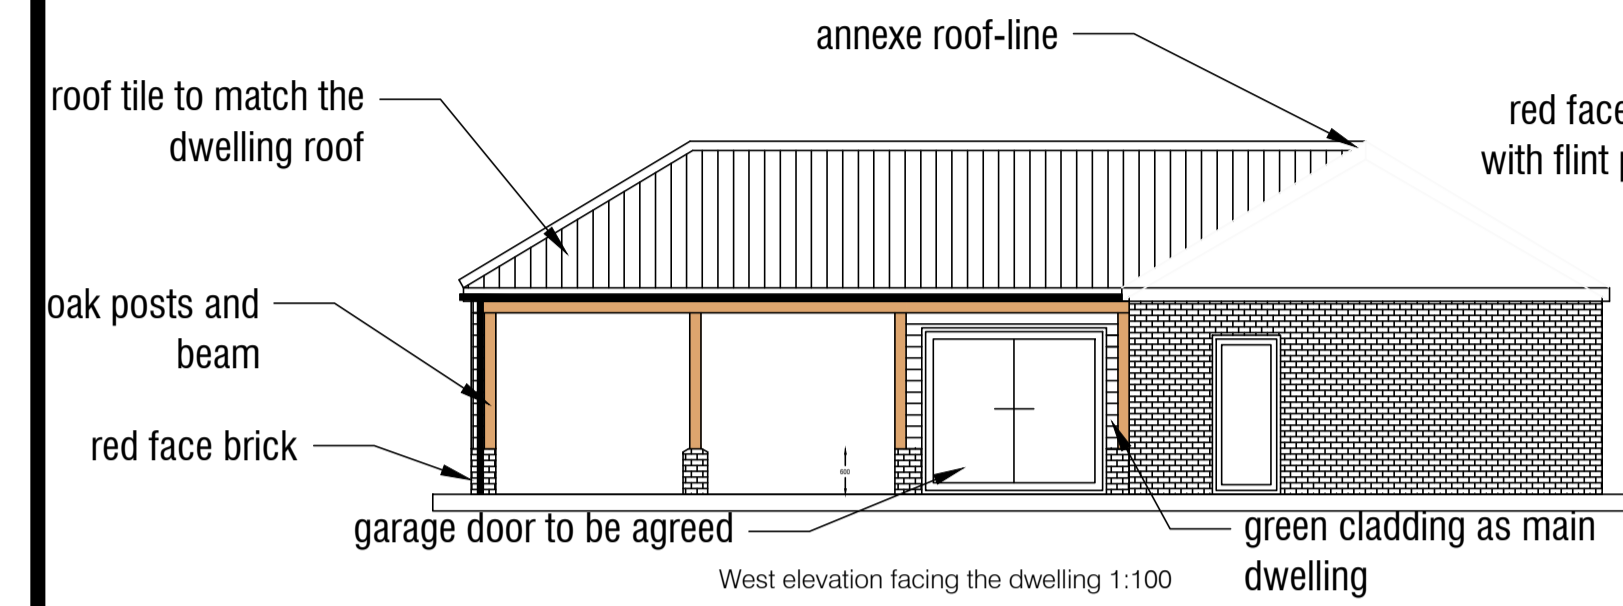 annexe roof-line
roof tile to match the
dwelling roof
red face
with flint
oak posts and
beam
red face brick
600
garage door to be agreed
green cladding as main
dwelling
West elevation facing the dwelling 1:100